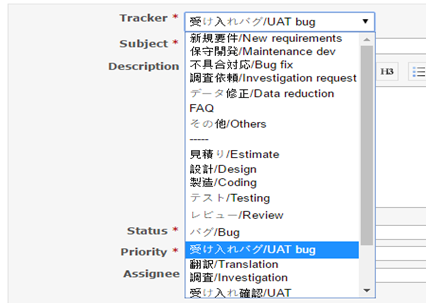 Tracker * 受け入れバグ/UAT bug
新規要件/New requirements
Subject *
保守開発/Maintenance dev
不具合対応/Bug fix
Description
調査依頼/Investigation request
H3
データ修正/Data reduction
FAQ
その他/Others
-----
見積り/Estimate
設計/Design
製造/Coding
テスト/Testing
レビュー/Review
Status *
バグ/Bug
Priority *
受け入れバグ/UAT bug
翻訳/Translation
Assignee
調査/Investigation
受け入れ確認/UAT